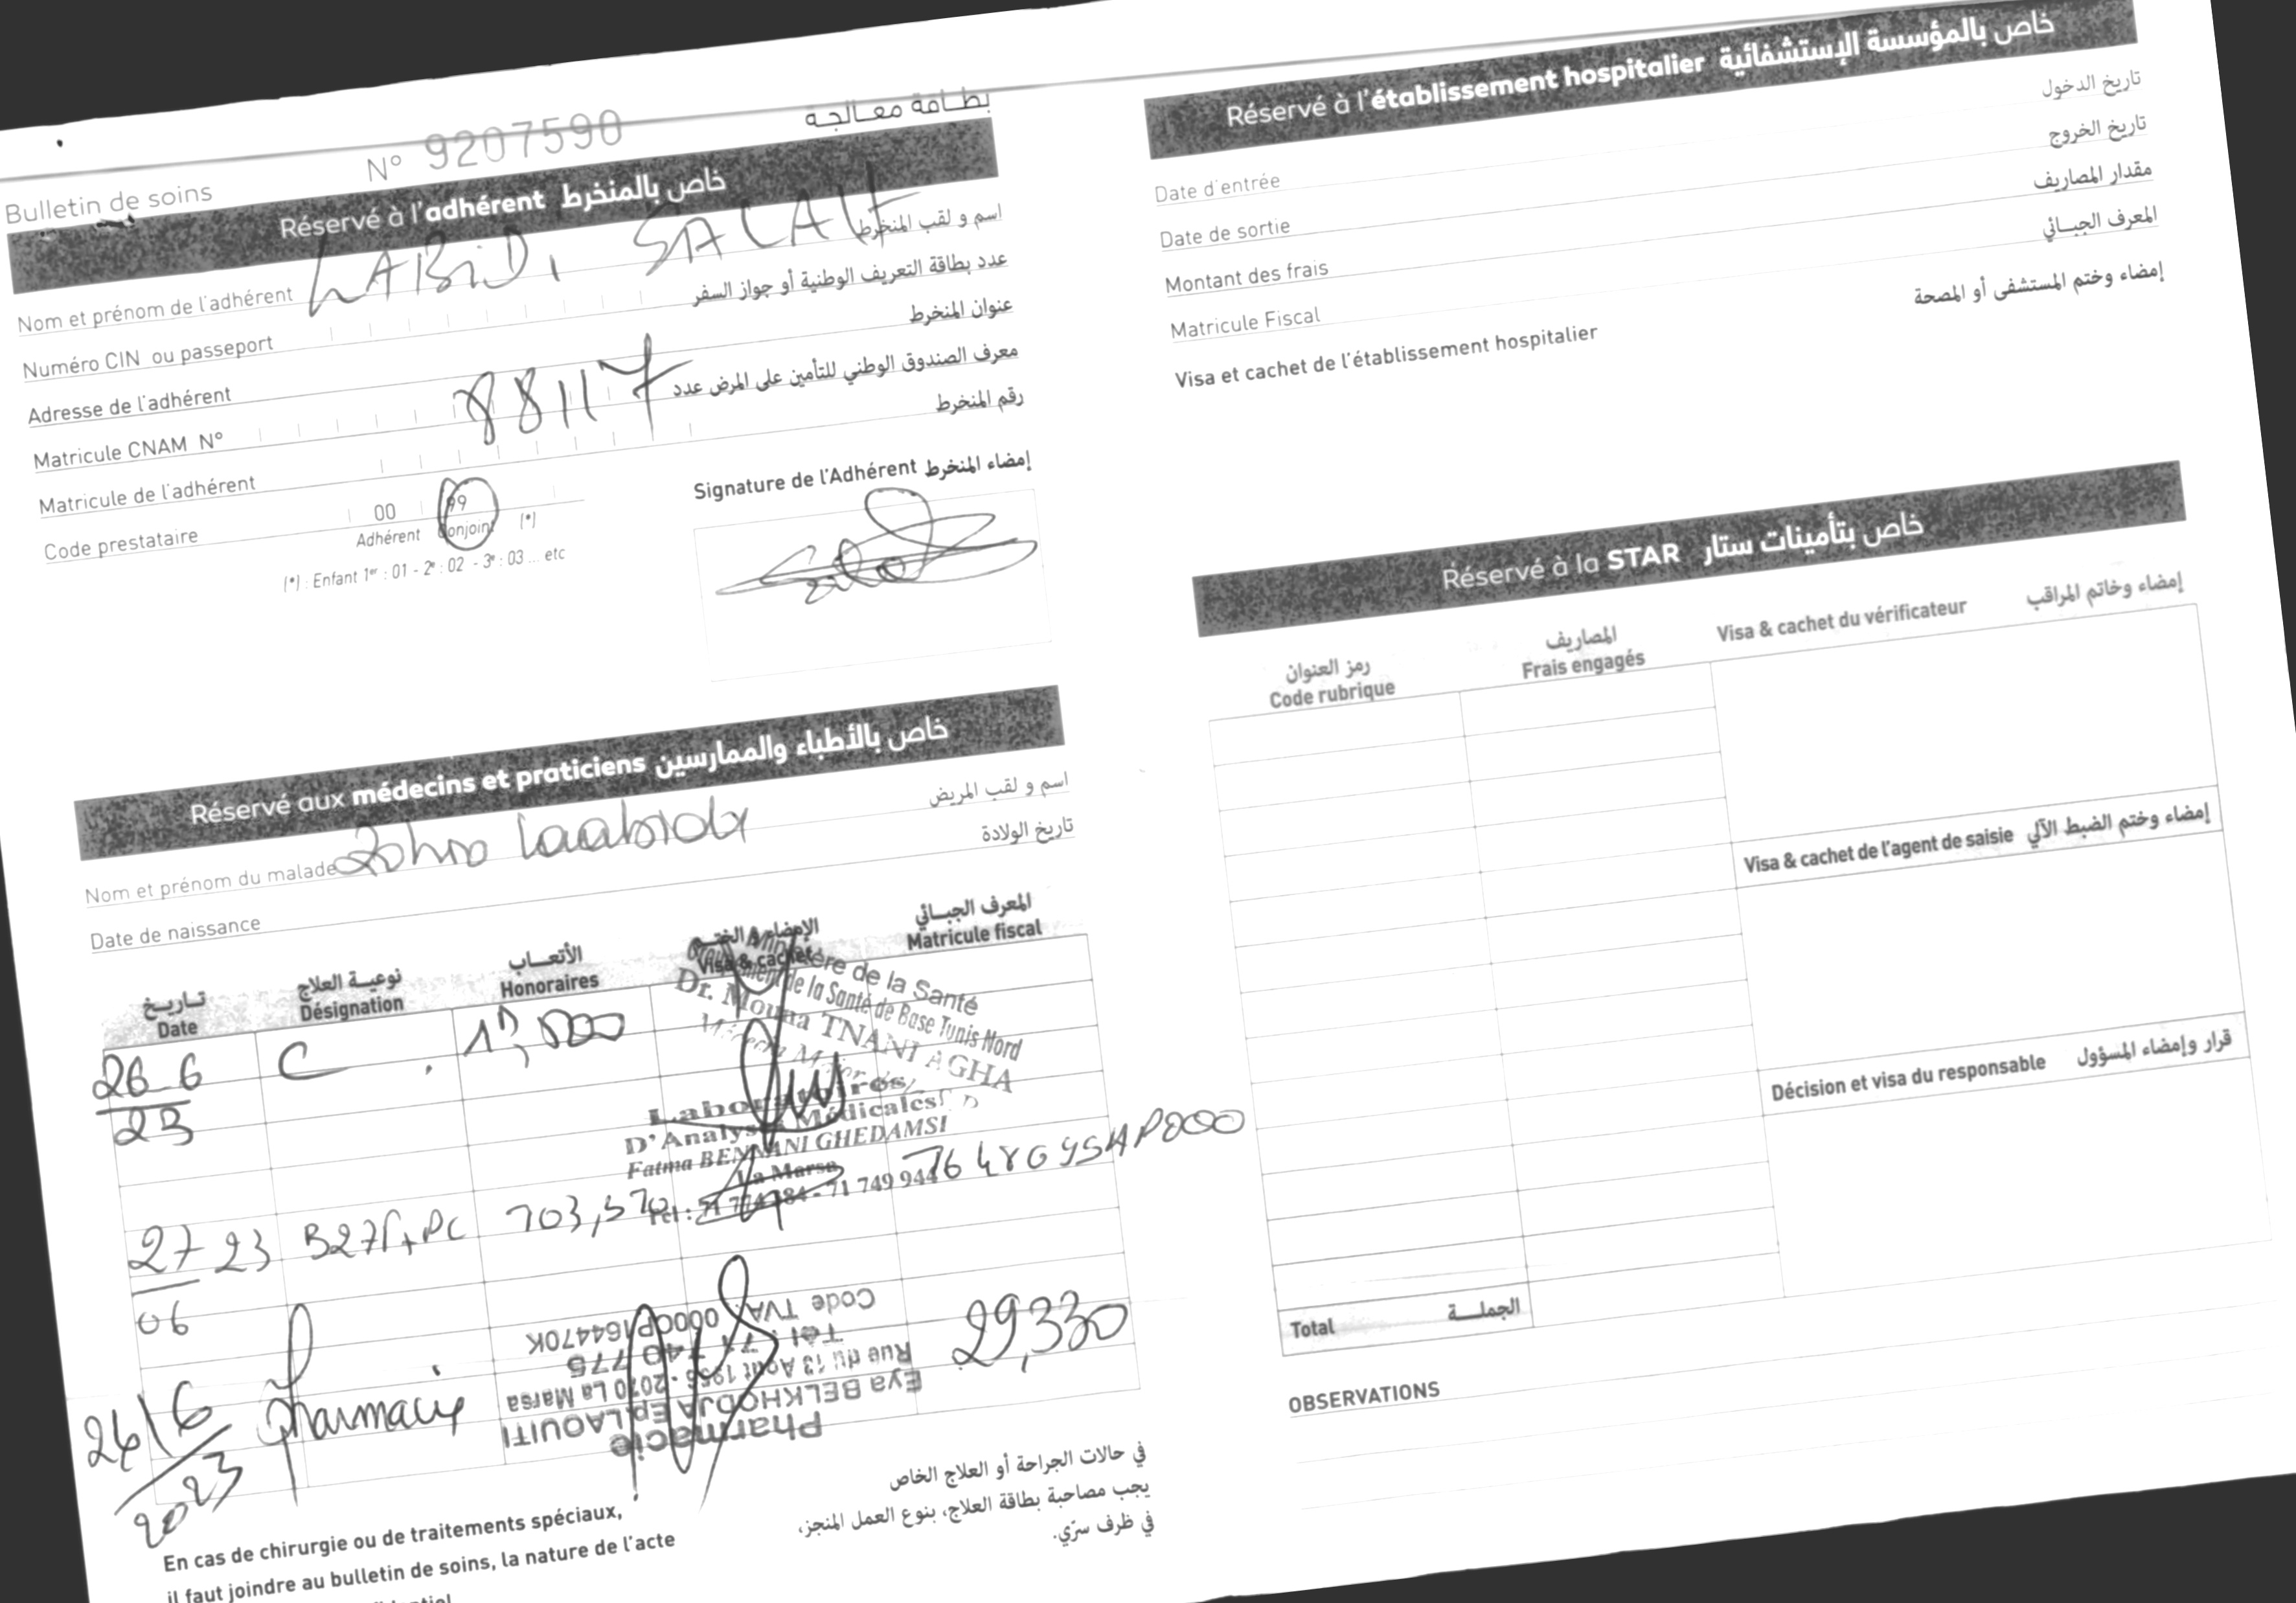 Bulletin de soins
N° 9207590
بطاقة معالجة
Réservé à l'adhérent خاص بالمنخرط
Nom et prénom de l'adhérent LABIDI SALAH اسم و لقب المنخرط
Numéro CIN ou passeport عدد بطاقة التعريف الوطنية أو جواز السفر
Adresse de l'adhérent عنوان المنخرط
Matricule CNAM N° معرف الصندوق الوطني للتأمين على المرض عدد
Matricule de l'adhérent 88117 رقم المنخرط
Code prestataire 00 99
Adhérent Conjoint (*)
(*) : Enfant 1er : 01 - 2e : 02 - 3e : 03 ... etc
Signature de l'Adhérent إمضاء المنخرط
Réservé aux médecins et praticiens خاص بالأطباء والممارسين
Nom et prénom du malade اسم و لقب المريض
Date de naissance تاريخ الولادة
تاريخ نوعية العلاج الأتعاب الإمضاء و الختم المعرف الجبائي
Date Désignation Honoraires Visa & cachet Matricule fiscal
26 6 23 C 1D,500
Ministère de la Santé
de la Santé de Base Tunis Nord
Dr. Mouna TNANI AGHA
Médecin Major
Laboratoires
D'Analyses Médicales
Fatma BENNANI GHEDAMSI
La Marsa
Tél : 71 774 384 - 71 749 944
27 06 23 703,570
26/6/2023 pharmacie 29,330
Pharmacie
Eya BELKHODJA Ep. LAOUITI
Rue du 13 Août 1956 - 2070 La Marsa
Tél : 71 740 775
Code TVA: 000P164470K
En cas de chirurgie ou de traitements spéciaux,
il faut joindre au bulletin de soins, la nature de l'acte
في حالات الجراحة أو العلاج الخاص
يجب مصاحبة بطاقة العلاج، بنوع العمل المنجز،
في ظرف سرّي.
Réservé à l'établissement hospitalier خاص بالمؤسسة الإستشفائية
Date d'entrée تاريخ الدخول
Date de sortie تاريخ الخروج
Montant des frais مقدار المصاريف
Matricule Fiscal المعرف الجبائي
Visa et cachet de l'établissement hospitalier إمضاء وختم المستشفى أو المصحة
Réservé à la STAR خاص بتأمينات ستار
رمز العنوان المصاريف
Code rubrique Frais engagés Visa & cachet du vérificateur إمضاء وخاتم المراقب
Visa & cachet de l'agent de saisie إمضاء وختم الضبط الآلي
Décision et visa du responsable قرار وإمضاء المسؤول
Total الجملة
OBSERVATIONS